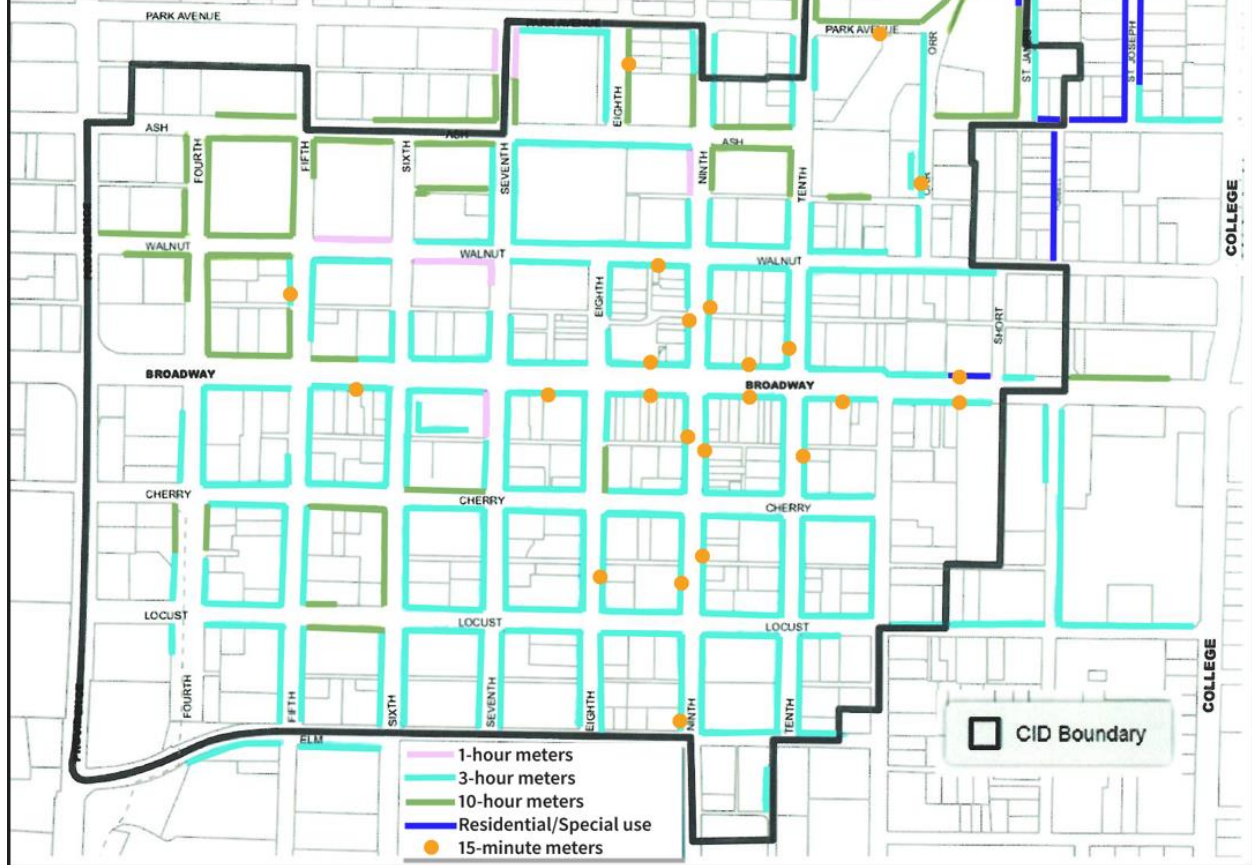 PARK AVENUE
PARK AVENUE
PARK AVENUE
ORR
ST. JAMES
ST. JOSEPH
EIGHTH
ASH
ASH
ASH
FOURTH
FIFTH
SIXTH
SEVENTH
NINTH
TENTH
ORR
COLLEGE
PROVIDENCE
WALNUT
WALNUT
WALNUT
EIGHTH
SHORT
BROADWAY
BROADWAY
CHERRY
CHERRY
CHERRY
LOCUST
LOCUST
LOCUST
FOURTH
FIFTH
SIXTH
SEVENTH
EIGHTH
NINTH
TENTH
COLLEGE
PROVIDENCE
ELM
CID Boundary
1-hour meters
3-hour meters
10-hour meters
Residential/Special use
15-minute meters